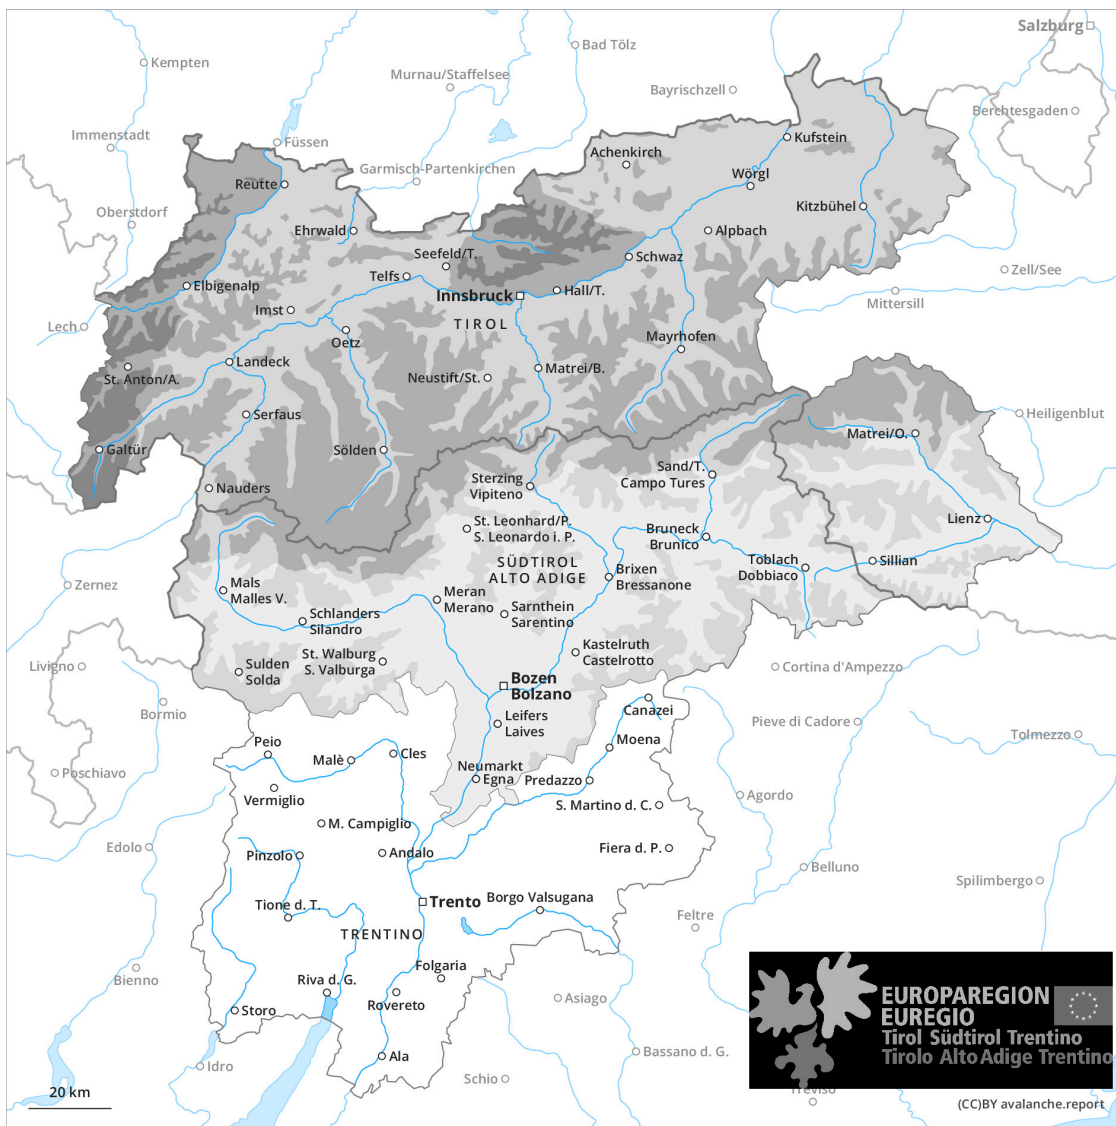 Salzburg
Bad Tölz
Kempten
Murnau/Staffelsee
Bayrischzell
Berchtesgaden
Immenstadt
Füssen
Kufstein
Achenkirch
Garmisch-Partenkirchen
Wörgl
Reutte
Oberstdorf
Kitzbühel
Ehrwald
Alpbach
Seefeld/T.
Schwaz
Zell/See
Telfs
Elbigenalp
Hall/T.
Innsbruck
Mittersill
Imst
TIROL
Lech
Oetz
Mayrhofen
Landeck
Matrei/B.
St. Anton/A.
Neustift/St.
Serfaus
Heiligenblut
Matrei/O.
Galtür
Sölden
Sand/T.
Campo Tures
Sterzing
Vipiteno
Nauders
Lienz
St. Leonhard/P.
S. Leonardo i. P.
Bruneck
Brunico
SÜDTIROL
ALTO ADIGE
Toblach
Dobbiaco
Sillian
Brixen
Bressanone
Zernez
Mals
Malles V.
Meran
Merano
Schlanders
Silandro
Sarnthein
Sarentino
Kastelruth
Castelrotto
St. Walburg
S. Valburga
Livigno
Sulden
Solda
Cortina d'Ampezzo
Bozen
Bolzano
Bormio
Canazei
Leifers
Laives
Pieve di Cadore
Tolmezzo
Peio
Moena
Cles
Malè
Poschiavo
Neumarkt
Egna
Predazzo
Vermiglio
Agordo
S. Martino d. C.
M. Campiglio
Edolo
Fiera d. P.
Pinzolo
Andalo
Belluno
Spilimbergo
Borgo Valsugana
Tione d. T.
Trento
Feltre
TRENTINO
Folgaria
Bienno
Riva d. G.
Rovereto
Asiago
Storo
EUROPAREGION
EUREGIO
Tirol Südtirol Trentino
Tirolo Alto Adige Trentino
Ala
Bassano d. G.
Idro
Schio
Treviso
20 km
(CC)BY avalanche.report